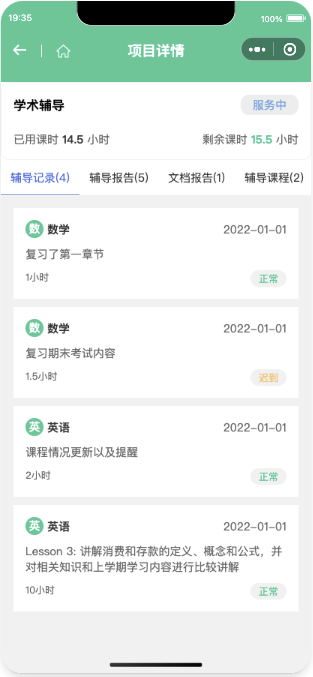 19:35 100%
项目详情
学术辅导 服务中
已用课时 14.5 小时 剩余课时 15.5 小时
辅导记录(4) 辅导报告(5) 文档报告(1) 辅导课程(2)
数 数学 2022-01-01
复习了第一章节
1小时 正常
数 数学 2022-01-01
复习期末考试内容
1.5小时 迟到
英 英语 2022-01-01
课程情况更新以及提醒
2小时 正常
英 英语 2022-01-01
Lesson 3: 讲解消费和存款的定义、概念和公式，并
对相关知识和上学期学习内容进行比较讲解
10小时 正常